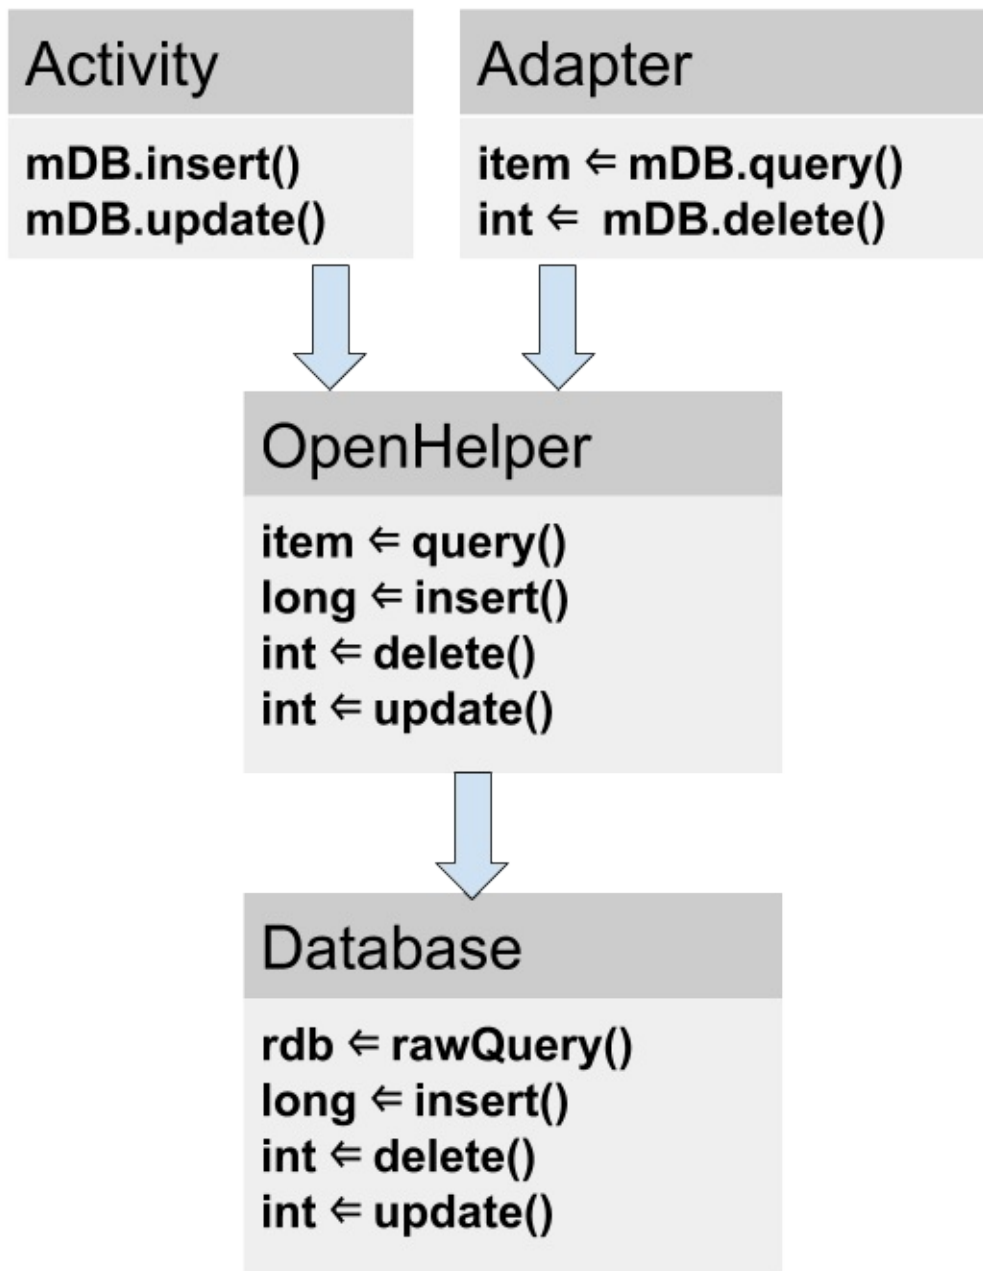 Activity
mDB.insert()
mDB.update()
Adapter
item ⇐ mDB.query()
int ⇐ mDB.delete()
OpenHelper
item ⇐ query()
long ⇐ insert()
int ⇐ delete()
int ⇐ update()
Database
rdb ⇐ rawQuery()
long ⇐ insert()
int ⇐ delete()
int ⇐ update()